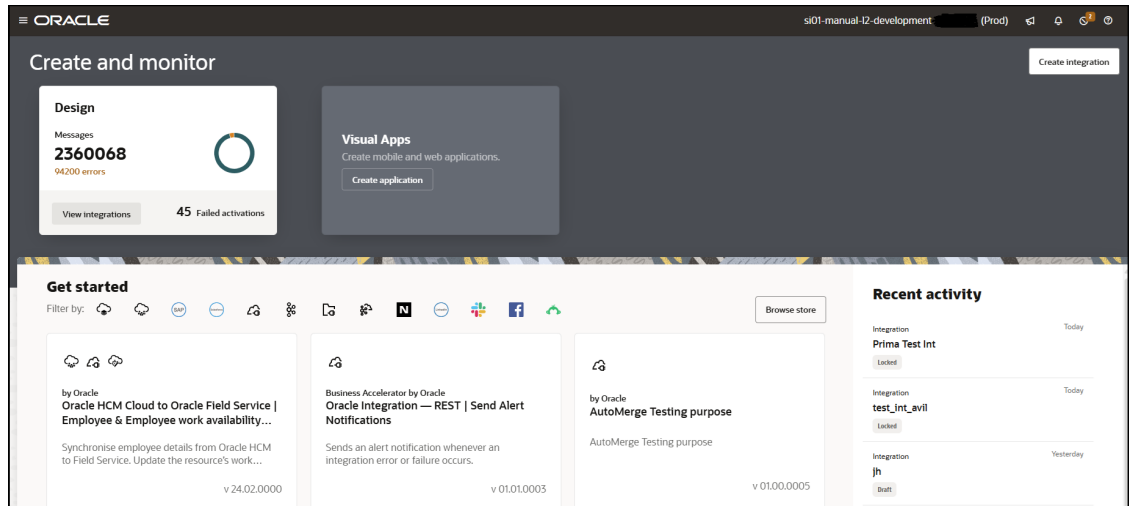 ORACLE
si01-manual-l2-development (Prod)
Create and monitor
Create integration
Design
Messages
2360068
94200 errors
View integrations
45 Failed activations
Visual Apps
Create mobile and web applications.
Create application
Get started
Filter by:
SAP
N
Browse store
by Oracle
Oracle HCM Cloud to Oracle Field Service |
Employee & Employee work availability...
Synchronise employee details from Oracle HCM
to Field Service. Update the resource's work...
v 24.02.0000
Business Accelerator by Oracle
Oracle Integration — REST | Send Alert
Notifications
Sends an alert notification whenever an
integration error or failure occurs.
v 01.01.0003
by Oracle
AutoMerge Testing purpose
AutoMerge Testing purpose
v 01.00.0005
Recent activity
Integration
Today
Prima Test Int
Locked
Integration
Today
test_int_avil
Locked
Integration
Yesterday
jh
Draft